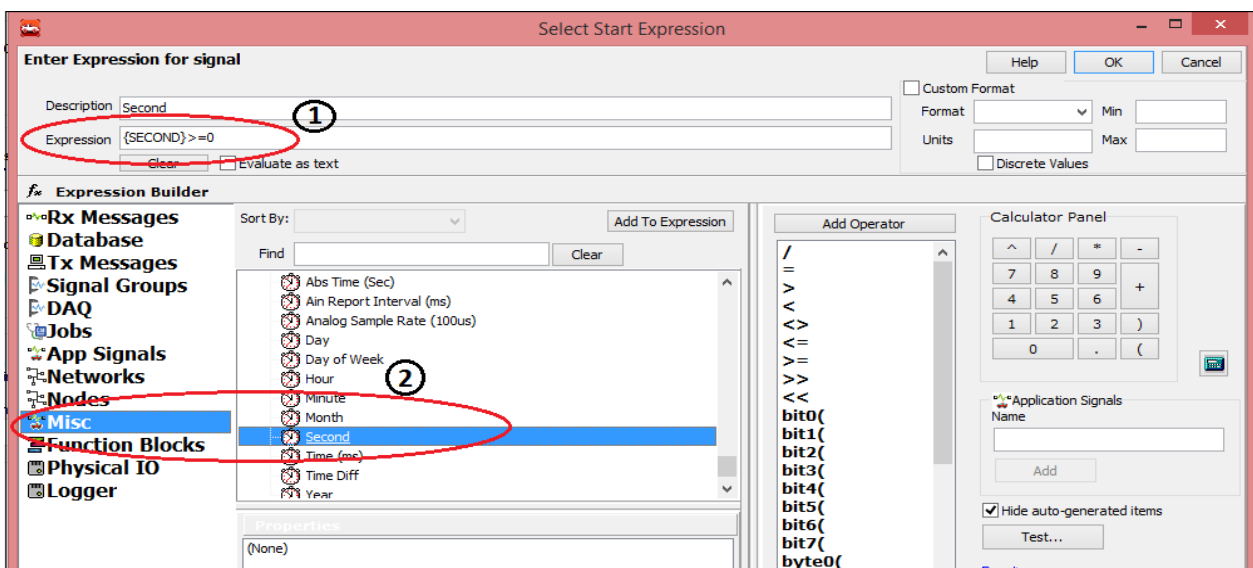 Select Start Expression
Enter Expression for signal
Help
OK
Cancel
Description
Second
1
Expression
{SECOND}>=0
Clear
Evaluate as text
Custom Format
Format
Min
Units
Max
Discrete Values
fx Expression Builder
Rx Messages
Database
Tx Messages
Signal Groups
DAQ
Jobs
App Signals
Networks
Nodes
Misc
Function Blocks
Physical IO
Logger
Sort By:
Add To Expression
Find
Clear
Abs Time (Sec)
Ain Report Interval (ms)
Analog Sample Rate (100us)
Day
Day of Week
Hour
2
Minute
Month
Second
Time (ms)
Time Diff
Year
Properties
(None)
Add Operator
/
=
>
<
<>
<=
>=
>>
<<
bit0(
bit1(
bit2(
bit3(
bit4(
bit5(
bit6(
bit7(
byte0(
Calculator Panel
^ / * -
7 8 9 +
4 5 6
1 2 3 )
0 . (
Application Signals
Name
Add
Hide auto-generated items
Test...